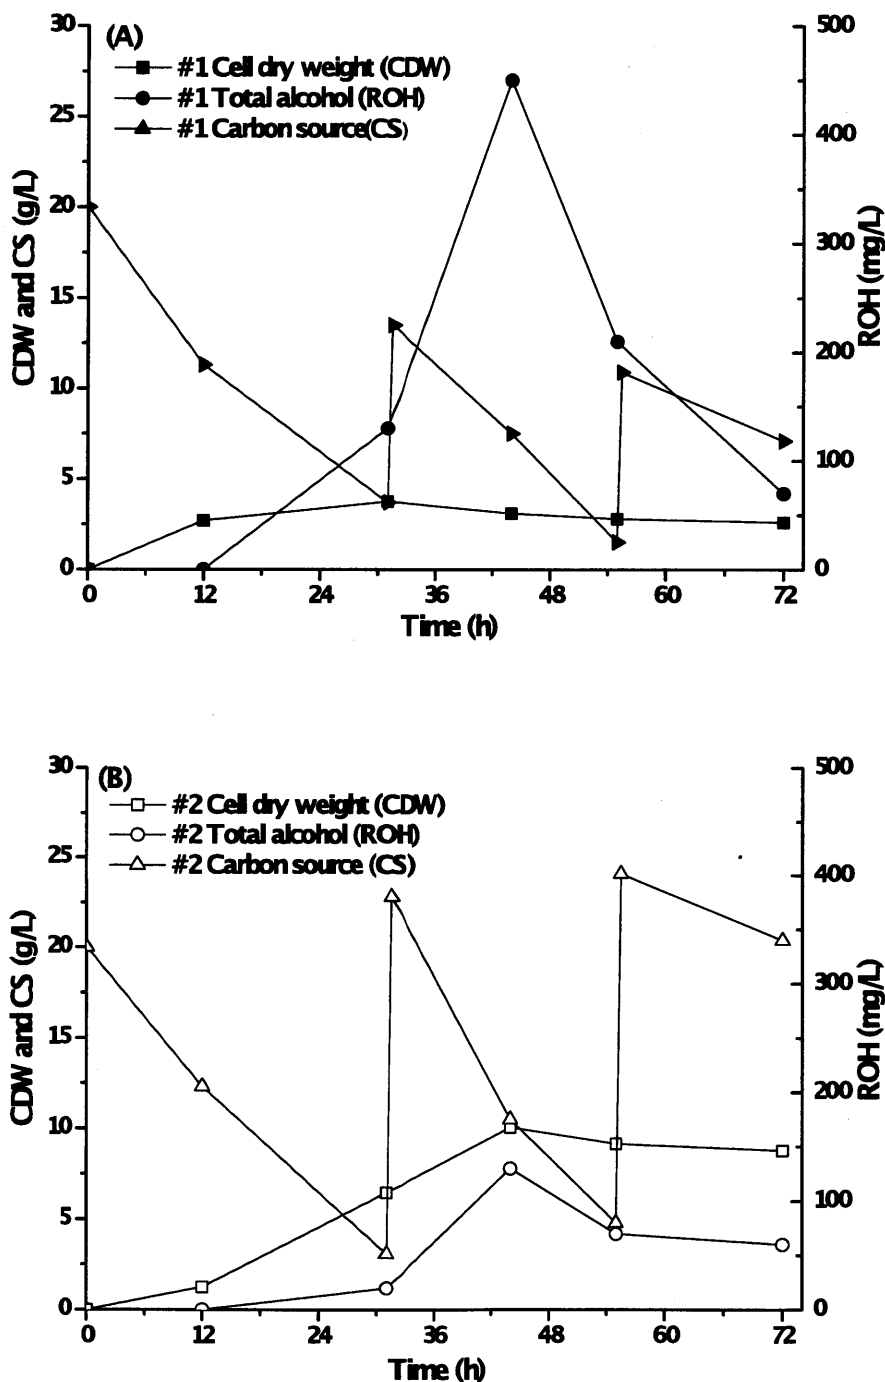 (A)
#1 Cell dry weight (CDW)
#1 Total alcohol (ROH)
#1 Carbon source(CS)
30
25
20
15
10
5
0
CDW and CS (g/L)
500
400
300
200
100
0
ROH (mg/L)
0 12 24 36 48 60 72
Time (h)
(B)
#2 Cell dry weight (CDW)
#2 Total alcohol (ROH)
#2 Carbon source (CS)
30
25
20
15
10
5
0
CDW and CS (g/L)
500
400
300
200
100
0
ROH (mg/L)
0 12 24 36 48 60 72
Time (h)